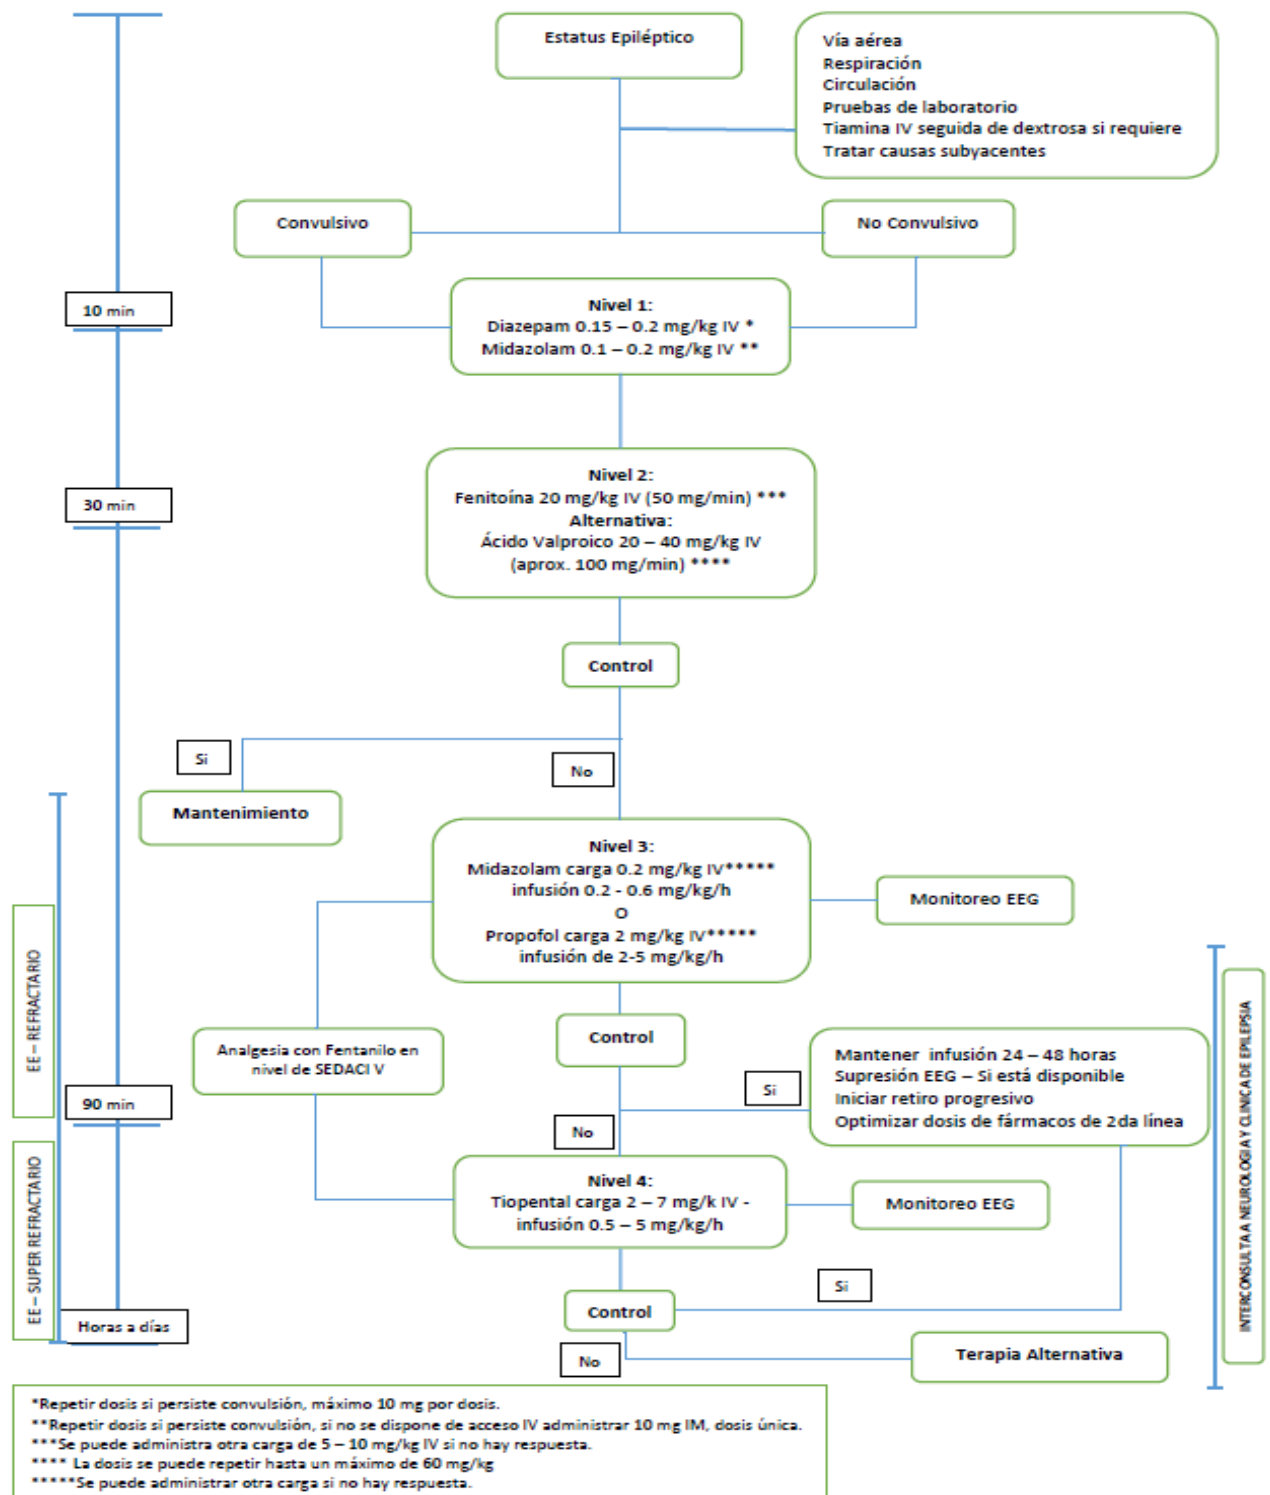 Estatus Epiléptico
Vía aérea
Respiración
Circulación
Pruebas de laboratorio
Tiamina IV seguida de dextrosa si requiere
Tratar causas subyacentes
Convulsivo
No Convulsivo
10 min
Nivel 1:
Diazepam 0.15 – 0.2 mg/kg IV *
Midazolam 0.1 – 0.2 mg/kg IV **
30 min
Nivel 2:
Fenitoína 20 mg/kg IV (50 mg/min) ***
Alternativa:
Ácido Valproico 20 – 40 mg/kg IV
(aprox. 100 mg/min) ****
Control
Si
No
Mantenimiento
Nivel 3:
Midazolam carga 0.2 mg/kg IV*****
infusión 0.2 - 0.6 mg/kg/h
O
Propofol carga 2 mg/kg IV*****
infusión de 2-5 mg/kg/h
Monitoreo EEG
EE – REFRACTARIO
Analgesia con Fentanilo en
nivel de SEDACI V
Control
Mantener infusión 24 – 48 horas
Supresión EEG – Si está disponible
Iniciar retiro progresivo
Optimizar dosis de fármacos de 2da línea
Si
No
90 min
INTERCONSULTA A NEUROLOGIA Y CLINICA DE EPILEPSIA
EE – SUPER REFRACTARIO
Nivel 4:
Tiopental carga 2 – 7 mg/k IV -
infusión 0.5 – 5 mg/kg/h
Monitoreo EEG
Si
Control
Horas a días
No
Terapia Alternativa
*Repetir dosis si persiste convulsión, máximo 10 mg por dosis.
**Repetir dosis si persiste convulsión, si no se dispone de acceso IV administrar 10 mg IM, dosis única.
***Se puede administra otra carga de 5 – 10 mg/kg IV si no hay respuesta.
**** La dosis se puede repetir hasta un máximo de 60 mg/kg
*****Se puede administrar otra carga si no hay respuesta.